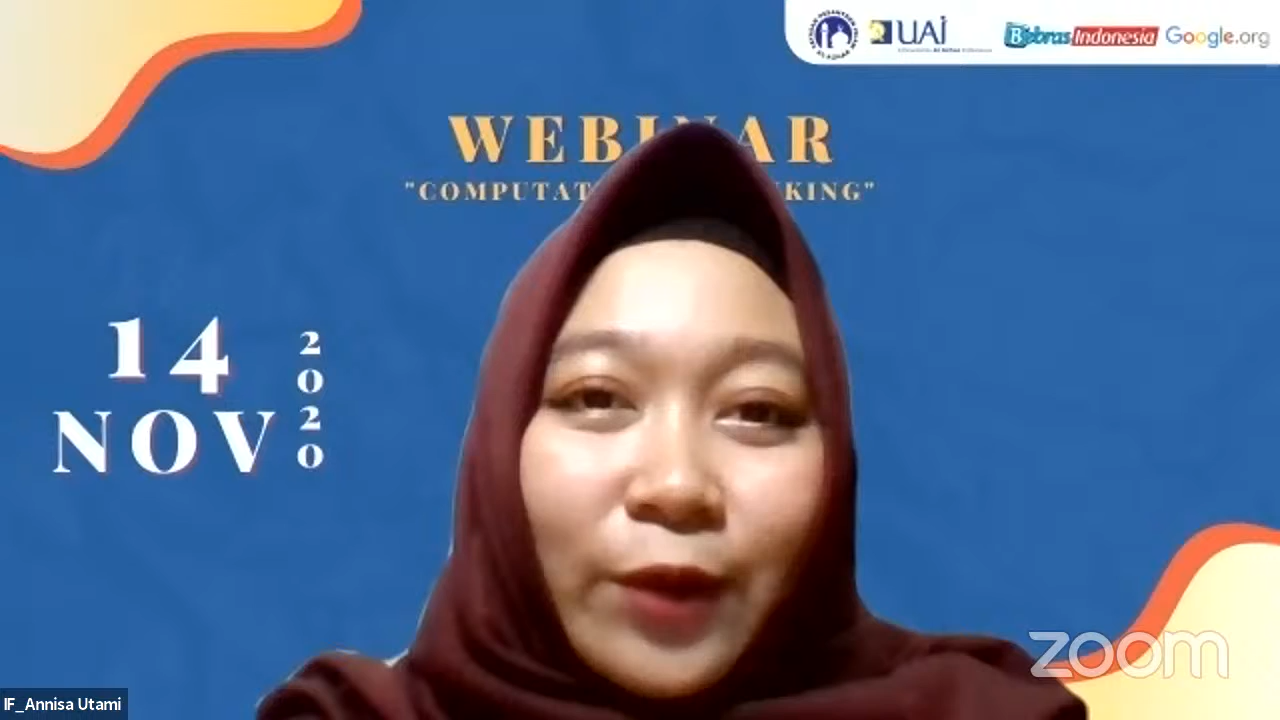 UAI
Bebras Indonesia
Google.org
WEBINAR
"COMPUTAT KING"
14
NOV
2020
zoom
IF_Annisa Utami